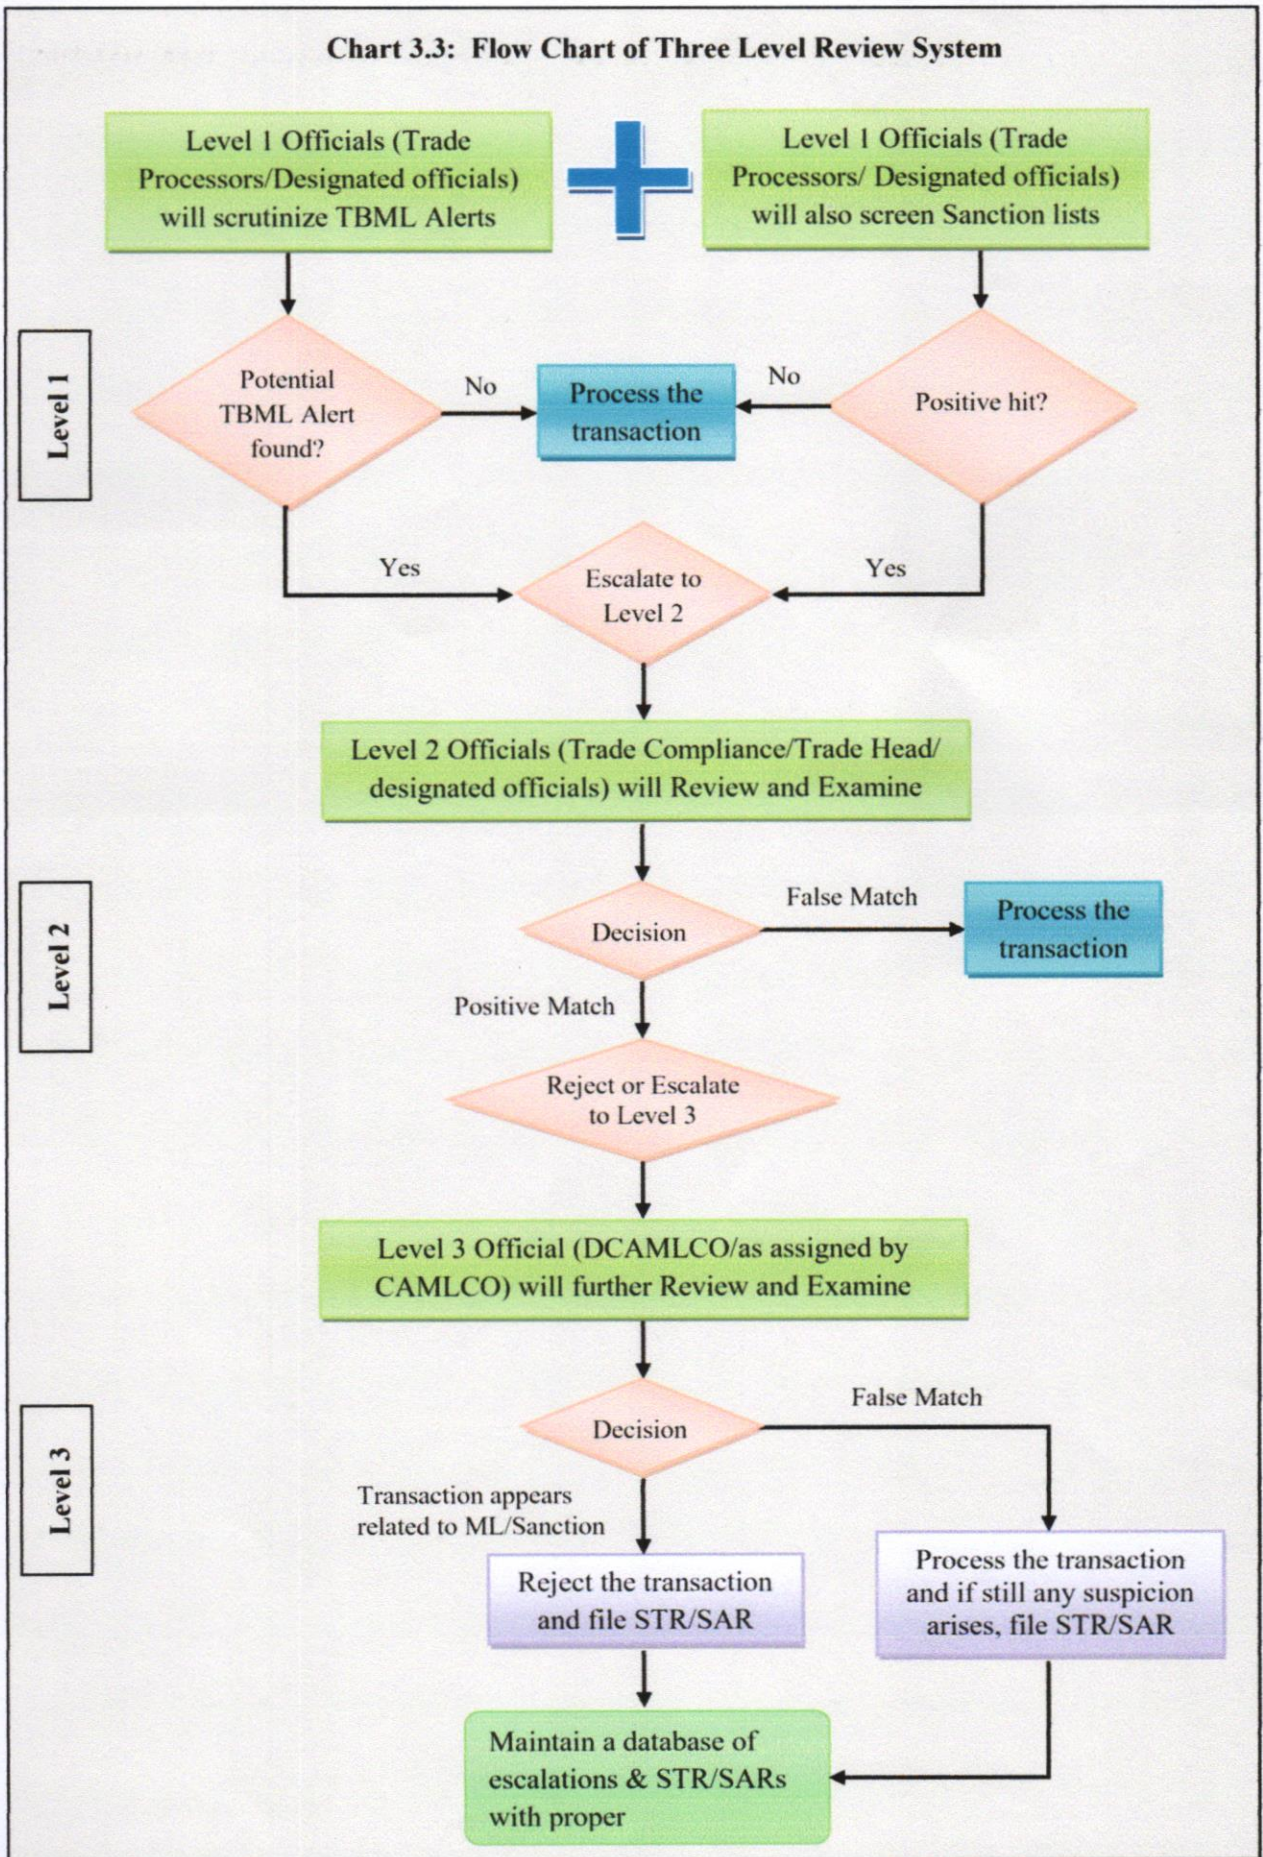 Chart 3.3: Flow Chart of Three Level Review System
Level 1 Officials (Trade
Processors/Designated officials)
will scrutinize TBML Alerts
Level 1 Officials (Trade
Processors/ Designated officials)
will also screen Sanction lists
Level 1
Potential
TBML Alert
found?
No
Process the
transaction
No
Positive hit?
Yes
Escalate to
Level 2
Yes
Level 2 Officials (Trade Compliance/Trade Head/
designated officials) will Review and Examine
Level 2
Decision
False Match
Process the
transaction
Positive Match
Reject or Escalate
to Level 3
Level 3 Official (DCAMLCO/as assigned by
CAMLCO) will further Review and Examine
Level 3
Decision
False Match
Transaction appears
related to ML/Sanction
Reject the transaction
and file STR/SAR
Process the transaction
and if still any suspicion
arises, file STR/SAR
Maintain a database of
escalations & STR/SARs
with proper